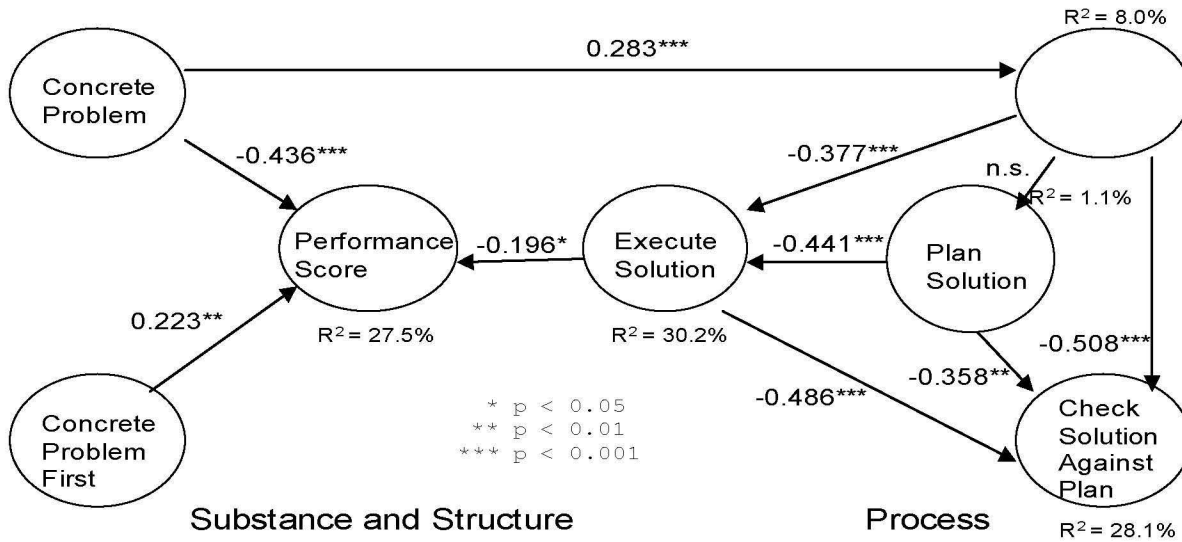 R² = 8.0%
0.283***
Concrete
Problem
-0.436***
-0.377***
n.s.
R² = 1.1%
Performance
Score
-0.196*
Execute
Solution
-0.441***
Plan
Solution
0.223**
R² = 27.5%
R² = 30.2%
-0.508***
-0.358**
-0.486***
Concrete
Problem
First
* p < 0.05
** p < 0.01
*** p < 0.001
Check
Solution
Against
Plan
Substance and Structure
Process
R² = 28.1%